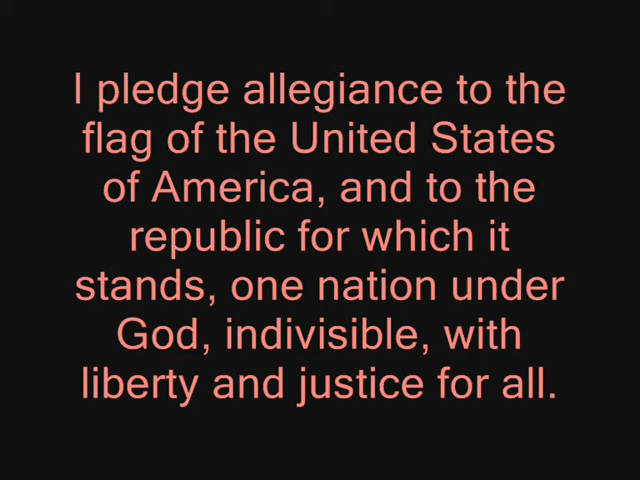 I pledge allegiance to the
flag of the United States
of America, and to the
republic for which it
stands, one nation under
God, indivisible, with
liberty and justice for all.